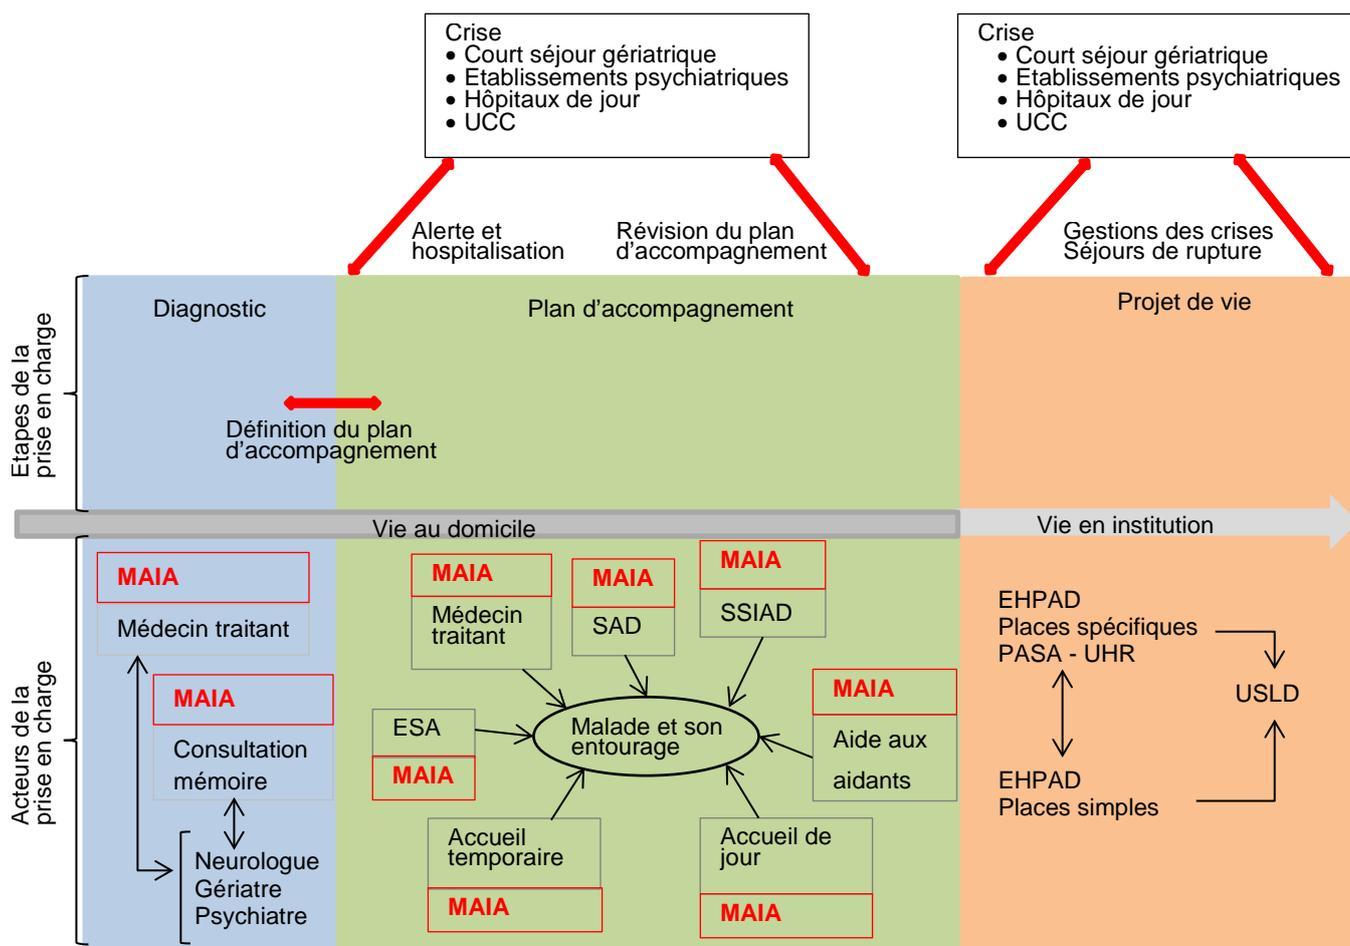 Crise
• Court séjour gériatrique
• Etablissements psychiatriques
• Hôpitaux de jour
• UCC
Crise
• Court séjour gériatrique
• Etablissements psychiatriques
• Hôpitaux de jour
• UCC
Alerte et
hospitalisation
Révision du plan
d'accompagnement
Gestions des crises
Séjours de rupture
Etapes de la
prise en charge
Diagnostic
Plan d'accompagnement
Projet de vie
Définition du plan
d'accompagnement
Vie au domicile
Vie en institution
Acteurs de la
prise en charge
MAIA
Médecin traitant
MAIA
Consultation
mémoire
Neurologue
Gériatre
Psychiatre
MAIA
Médecin
traitant
MAIA
SAD
MAIA
SSIAD
ESA
MAIA
Malade et son
entourage
MAIA
Aide aux
aidants
Accueil
temporaire
MAIA
Accueil de
jour
MAIA
EHPAD
Places spécifiques
PASA - UHR
USLD
EHPAD
Places simples